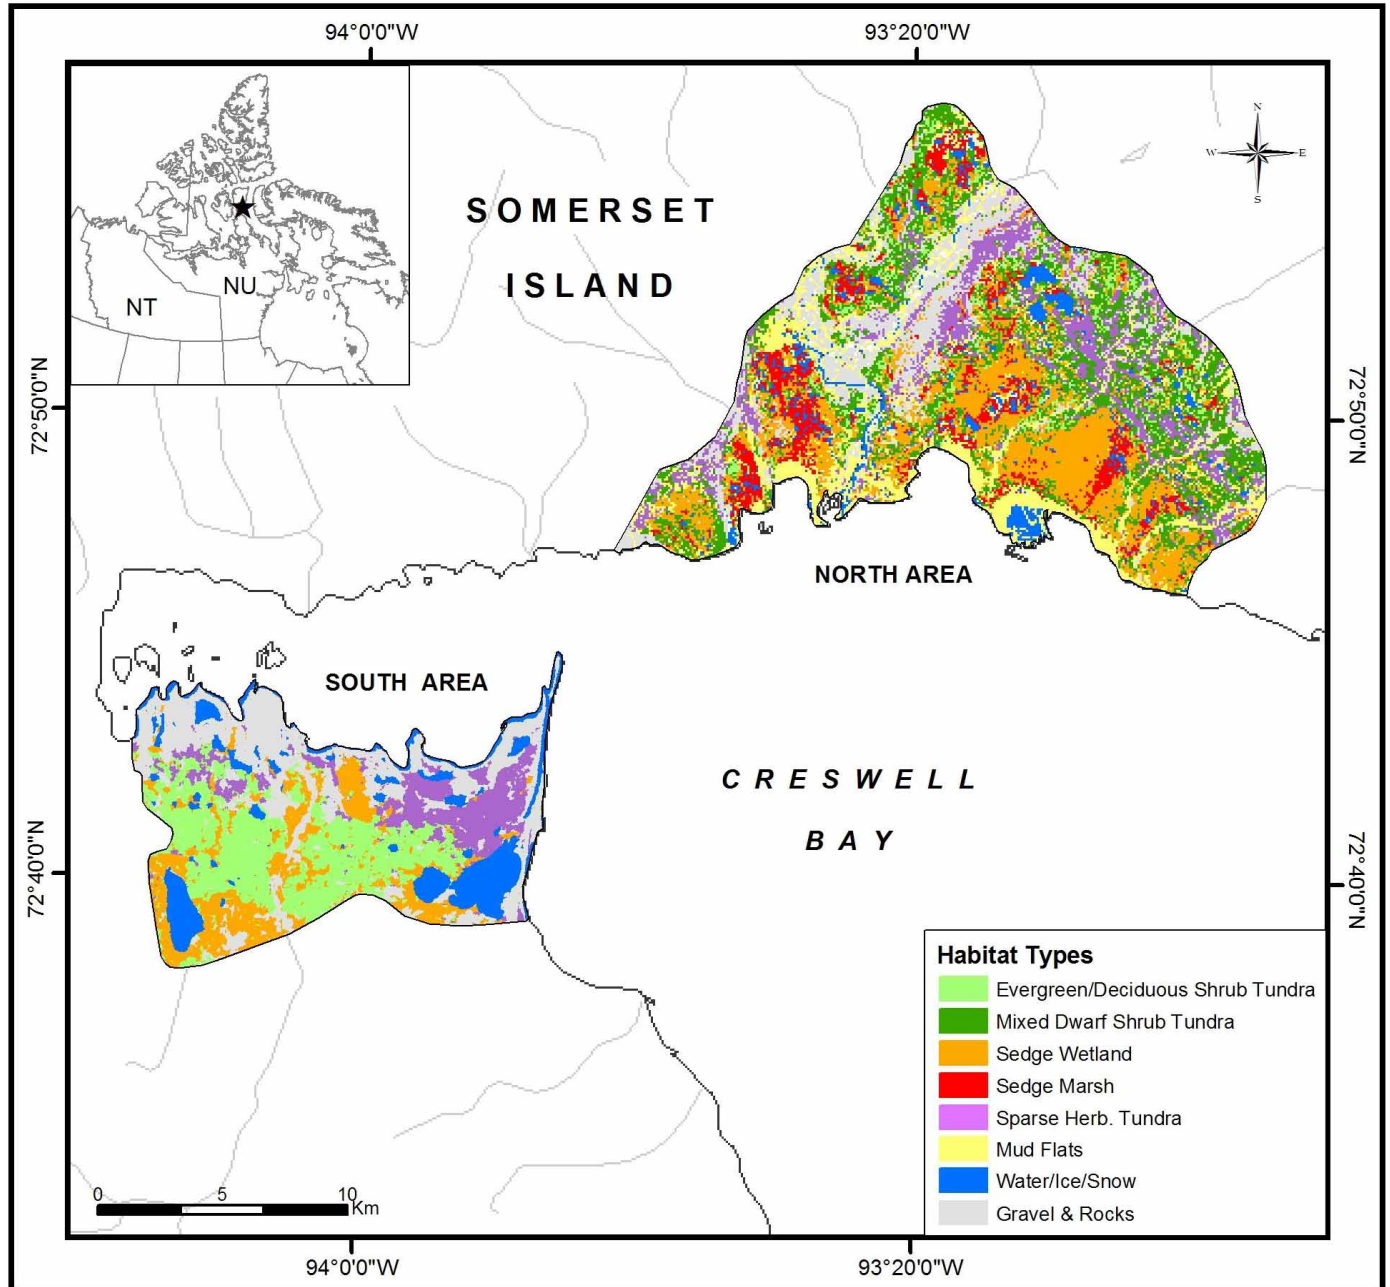 94°0'0"W
93°20'0"W
N
W
E
S
SOMERSET
ISLAND
NU
NT
72°50'0"N
72°50'0"N
NORTH AREA
SOUTH AREA
CRESWELL
BAY
72°40'0"N
72°40'0"N
Habitat Types
Evergreen/Deciduous Shrub Tundra
Mixed Dwarf Shrub Tundra
Sedge Wetland
Sedge Marsh
Sparse Herb. Tundra
Mud Flats
Water/Ice/Snow
Gravel & Rocks
0 5 10
Km
94°0'0"W
93°20'0"W